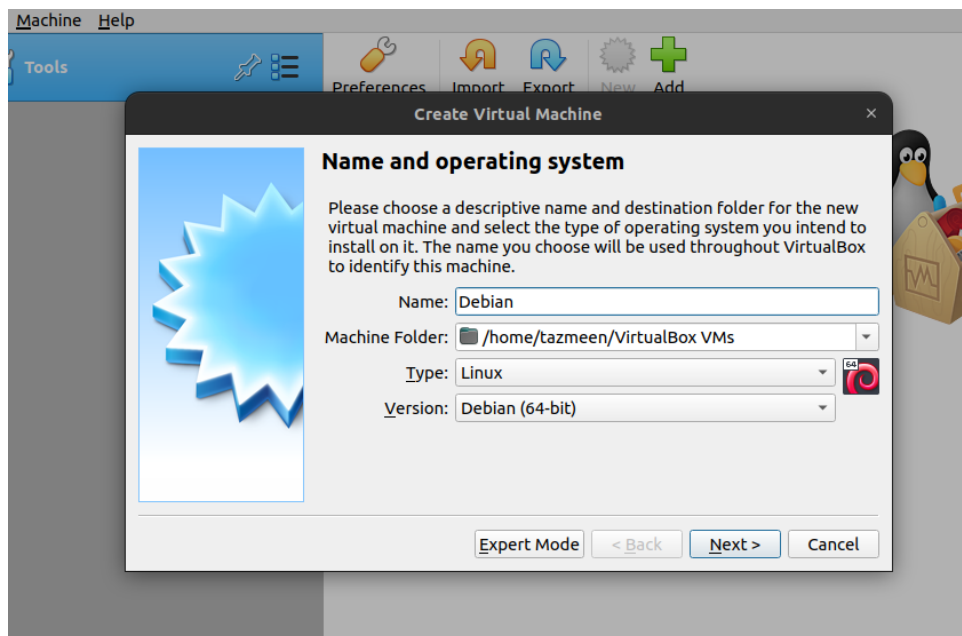 Machine Help
Tools
Preferences Import Export New Add
Create Virtual Machine ×
Name and operating system
Please choose a descriptive name and destination folder for the new
virtual machine and select the type of operating system you intend to
install on it. The name you choose will be used throughout VirtualBox
to identify this machine.
Name: Debian
Machine Folder: /home/tazmeen/VirtualBox VMs
Type: Linux
64
Version: Debian (64-bit)
Expert Mode < Back Next > Cancel